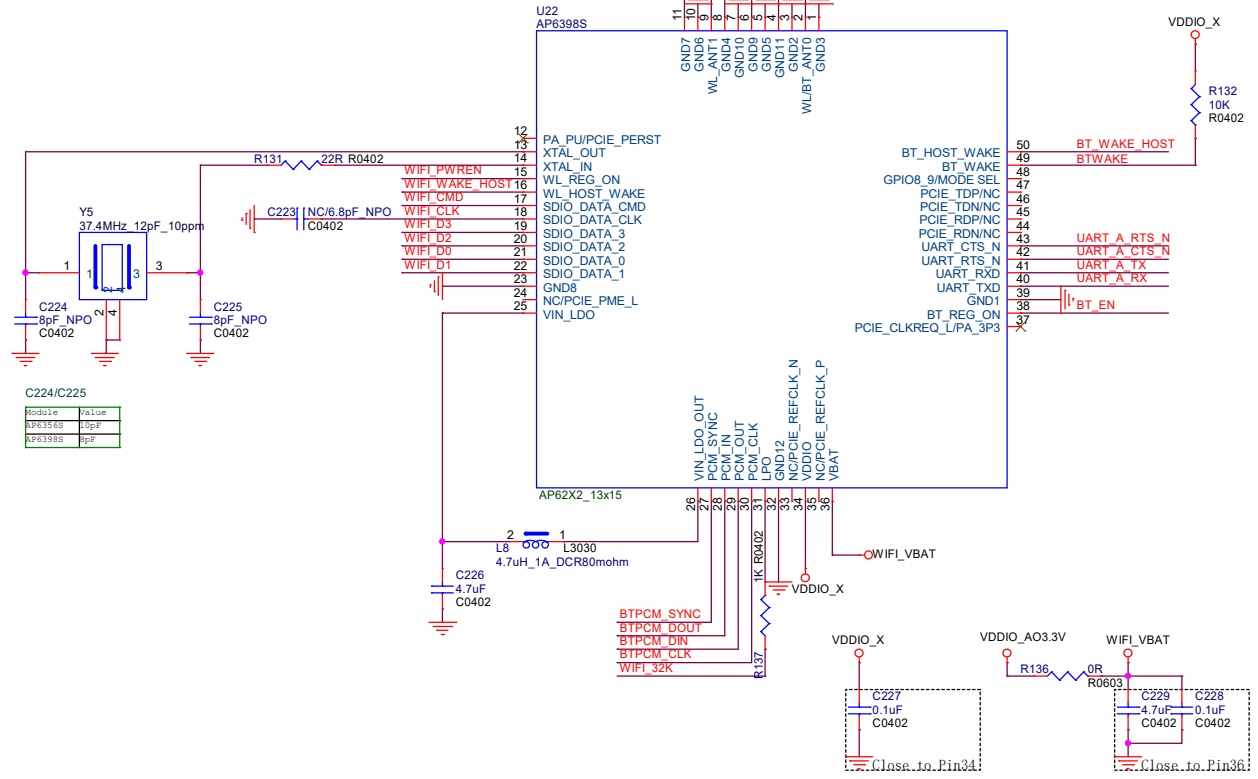 U22
AP6398S
11
10
9
8
7
6
5
4
3
2
1
GND7
GND6
WL_ANT1
GND4
GND10
GND9
GND5
GND11
GND2
WL/BT_ANT0
GND3
VDDIO_X
R132
10K
R0402
12 PA_PU/PCIE_PERST
13 XTAL_OUT
R131 22R R0402 14 XTAL_IN
WIFI_PWREN 15 WL_REG_ON
WIFI_WAKE_HOST 16 WL_HOST_WAKE
WIFI_CMD 17 SDIO_DATA_CMD
C223 NC/6.8pF_NPO WIFI_CLK 18 SDIO_DATA_CLK
C0402
WIFI_D3 19 SDIO_DATA_3
WIFI_D2 20 SDIO_DATA_2
WIFI_D0 21 SDIO_DATA_0
WIFI_D1 22 SDIO_DATA_1
23 GND8
24 NC/PCIE_PME_L
25 VIN_LDO
BT_HOST_WAKE 50 BT_WAKE_HOST
BT_WAKE 49 BTWAKE
GPIO8_9/MODE SEL 48
PCIE_TDP/NC 47
PCIE_TDN/NC 46
PCIE_RDP/NC 45
PCIE_RDN/NC 44
UART_CTS_N 43 UART_A_RTS_N
UART_RTS_N 42 UART_A_CTS_N
UART_RXD 41 UART_A_TX
UART_TXD 40 UART_A_RX
GND1 39
BT_REG_ON 38 BT_EN
PCIE_CLKREQ_L/PA_3P3 37
Y5
37.4MHz_12pF_10ppm
1 1 3 3
2 4
2 4
C224
8pF_NPO
C0402
C225
8pF_NPO
C0402
C224/C225
Module Value
AP6356S 10pF
AP6398S 8pF
VIN_LDO_OUT
PCM_SYNC
PCM_IN
PCM_OUT
PCM_CLK
LPO
GND12
NC/PCIE_REFCLK_N
VDDIO
NC/PCIE_REFCLK_P
VBAT
AP62X2_13x15
26
27
28
29
30
31
32
33
34
35
36
2 1
L8 L3030
4.7uH_1A_DCR80mohm
C226
4.7uF
C0402
1K R0402
R137
WIFI_VBAT
VDDIO_X
BTPCM_SYNC
BTPCM_DOUT
BTPCM_DIN
BTPCM_CLK
WIFI_32K
VDDIO_X
C227
0.1uF
C0402
Close to Pin34
VDDIO_AO3.3V
R136 0R
R0603
WIFI_VBAT
C229
4.7uF
C0402
C228
0.1uF
C0402
Close to Pin36